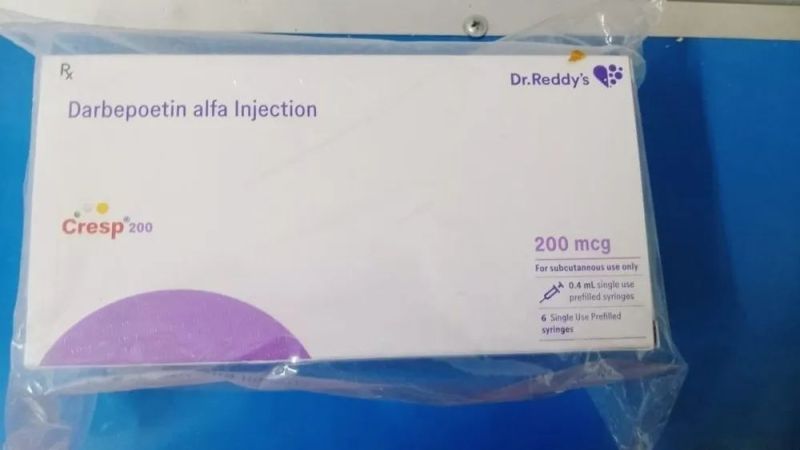 Rx
Dr.Reddy's
Darbepoetin alfa Injection
Cresp® 200
200 mcg
For subcutaneous use only
0.4 mL single use
prefilled syringes
6 Single Use Prefilled
syringes